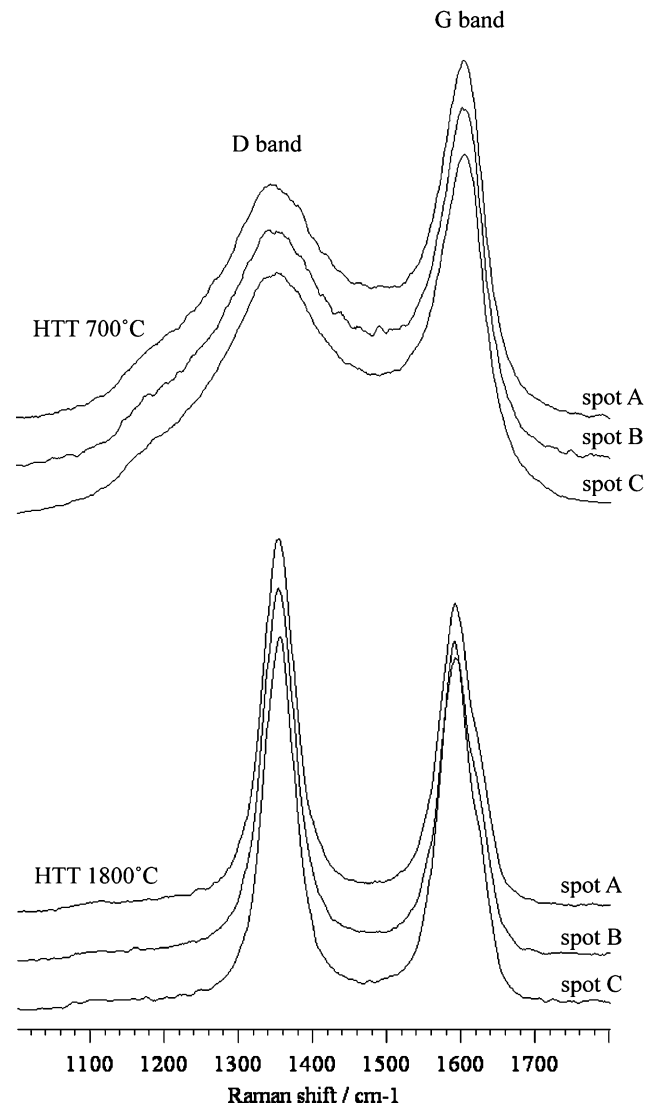 G band
D band
HTT 700˚C
spot A
spot B
spot C
HTT 1800˚C
spot A
spot B
spot C
1100 1200 1300 1400 1500 1600 1700
Raman shift / cm-1